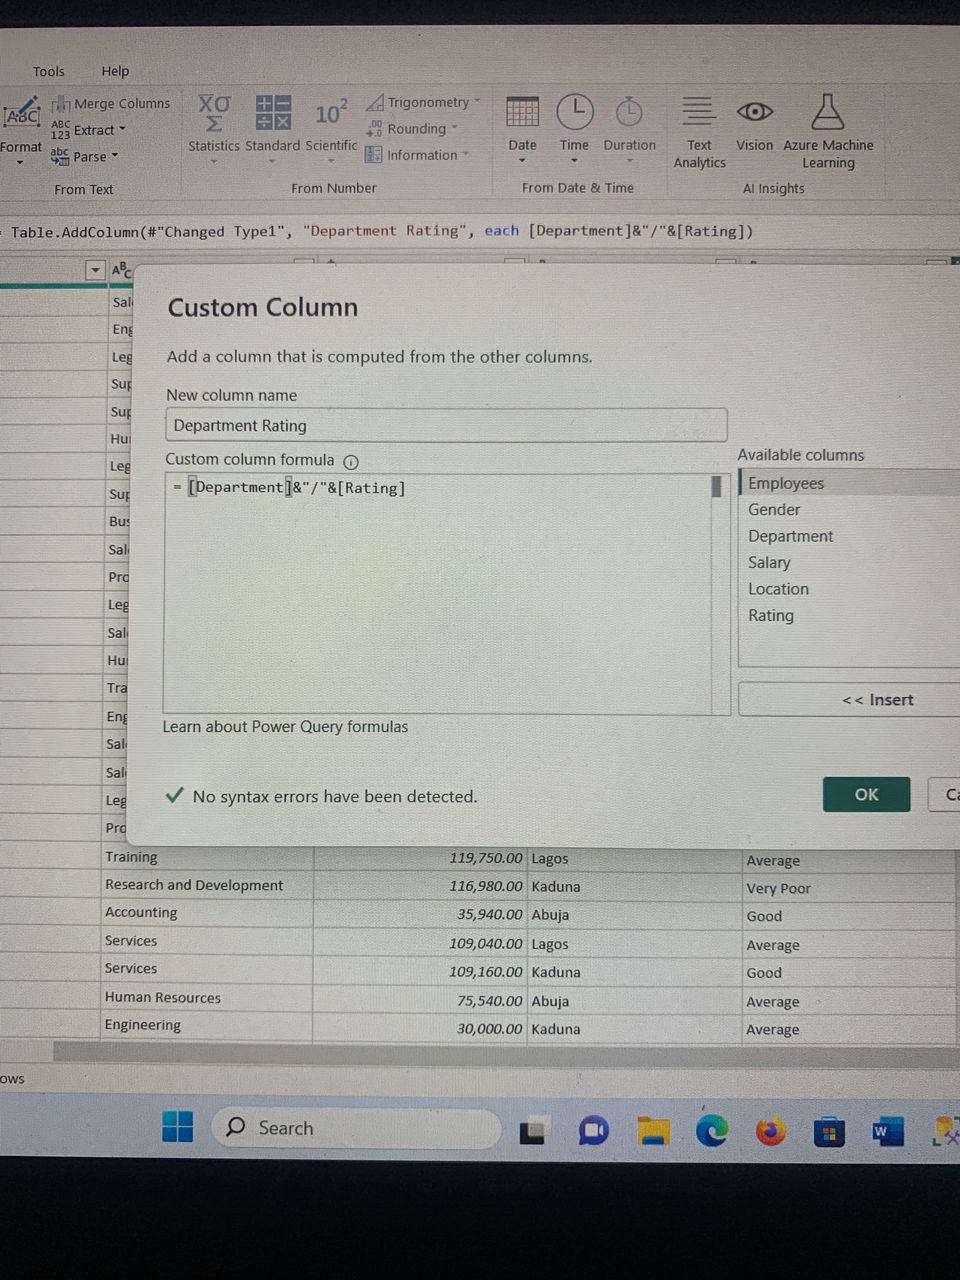 Tools Help
ABC Format
Merge Columns
ABC 123 Extract
abc Parse
From Text
XO Σ Statistics
Standard
10² Scientific
Trigonometry
.00 Rounding
Information
From Number
Date Time Duration
From Date & Time
Text Analytics
Vision
Azure Machine Learning
AI Insights
= Table.AddColumn(#"Changed Type1", "Department Rating", each [Department]&"/"&[Rating])
ABC
Sal
Eng
Leg
Sup
Sup
Hu
Leg
Sup
Bus
Sal
Pro
Leg
Sal
Hu
Tra
Eng
Sal
Sal
Leg
Pro
Custom Column
Add a column that is computed from the other columns.
New column name
Department Rating
Custom column formula
= [Department]&"/"&[Rating]
Available columns
Employees
Gender
Department
Salary
Location
Rating
<< Insert
Learn about Power Query formulas
No syntax errors have been detected.
OK
Ca
Training 119,750.00 Lagos Average
Research and Development 116,980.00 Kaduna Very Poor
Accounting 35,940.00 Abuja Good
Services 109,040.00 Lagos Average
Services 109,160.00 Kaduna Good
Human Resources 75,540.00 Abuja Average
Engineering 30,000.00 Kaduna Average
ows
Search
W